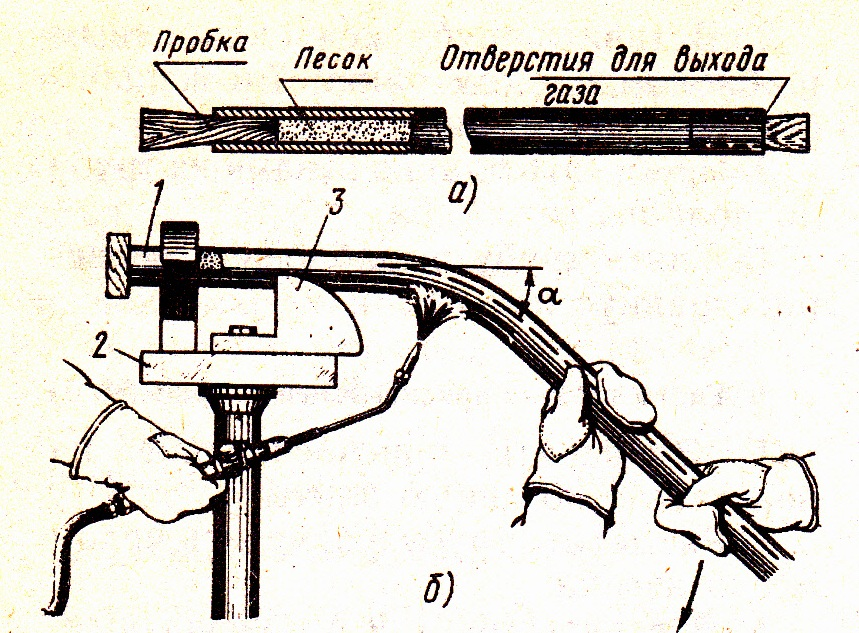 Пробка
Песок
Отверстия для выхода
газа
а)
1
3
α
2
б)